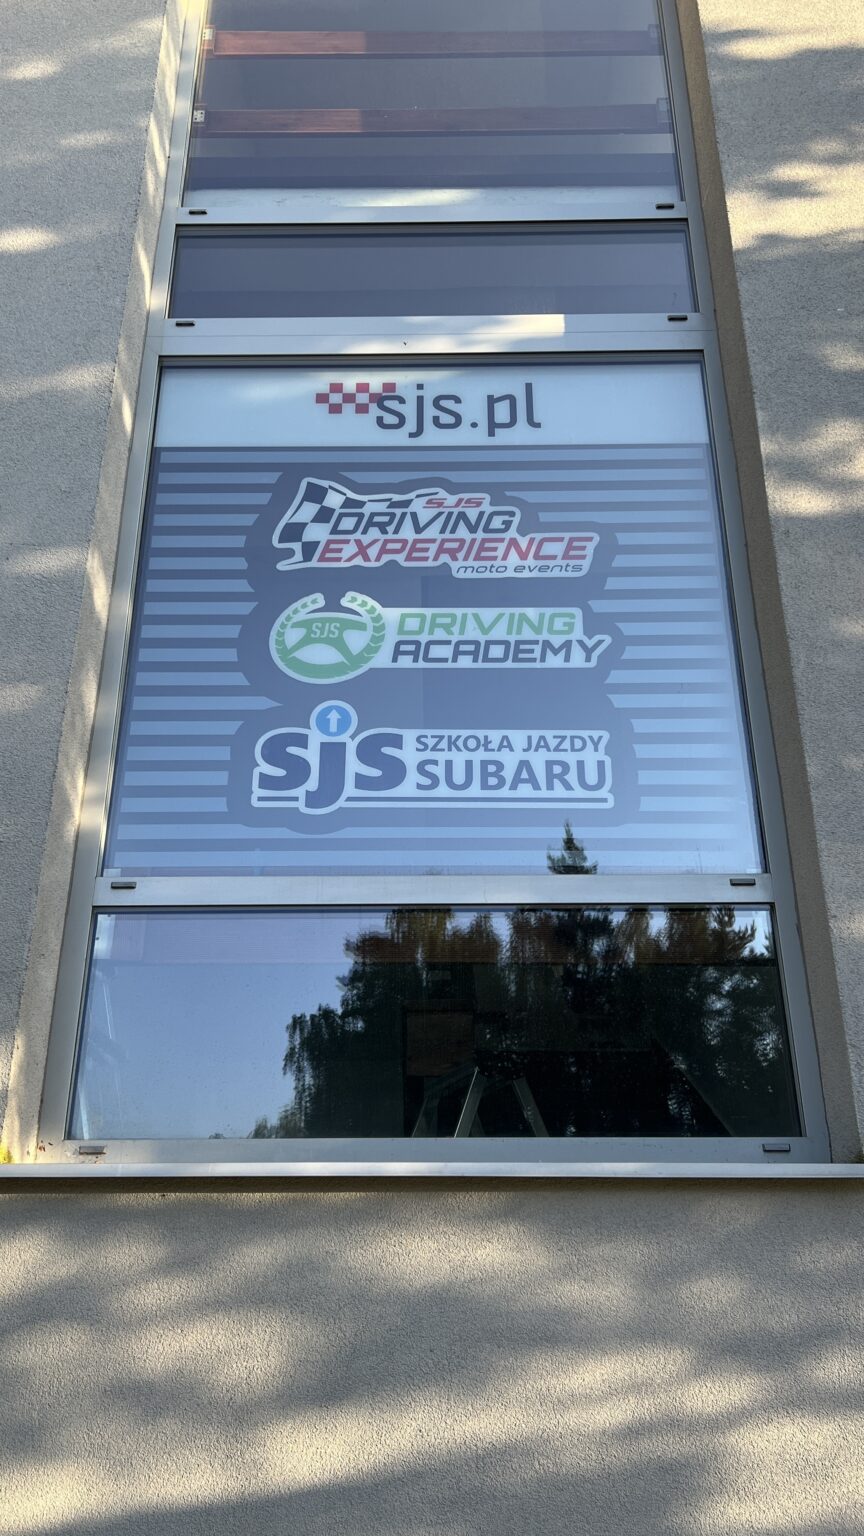 sjs.pl
SJS
DRIVING
EXPERIENCE
moto events
SJS
DRIVING
ACADEMY
sjs
SZKOŁA JAZDY
SUBARU